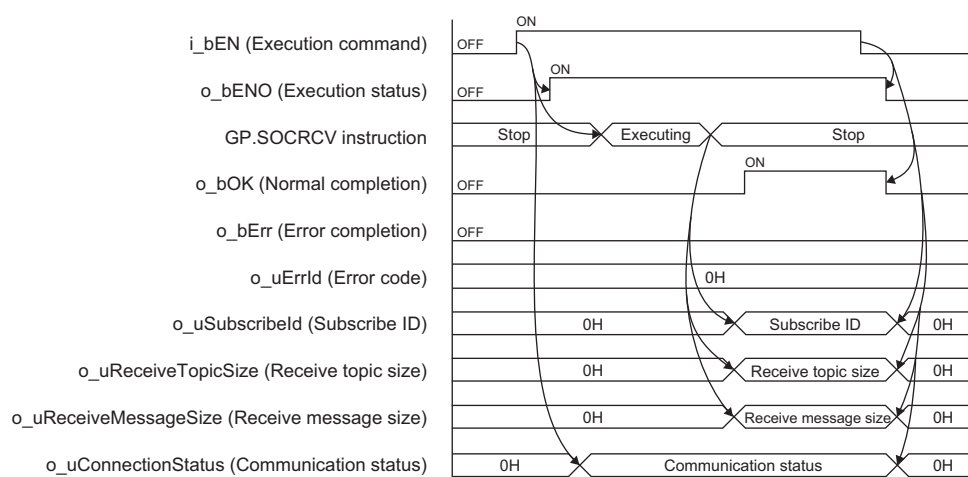 ON
i_bEN (Execution command) OFF
ON
o_bENO (Execution status) OFF
GP.SOCRCV instruction Stop Executing Stop
ON
o_bOK (Normal completion) OFF
o_bErr (Error completion) OFF
o_uErrId (Error code) 0H
o_uSubscribeId (Subscribe ID) 0H Subscribe ID 0H
o_uReceiveTopicSize (Receive topic size) 0H Receive topic size 0H
o_uReceiveMessageSize (Receive message size) 0H Receive message size 0H
o_uConnectionStatus (Communication status) 0H Communication status 0H